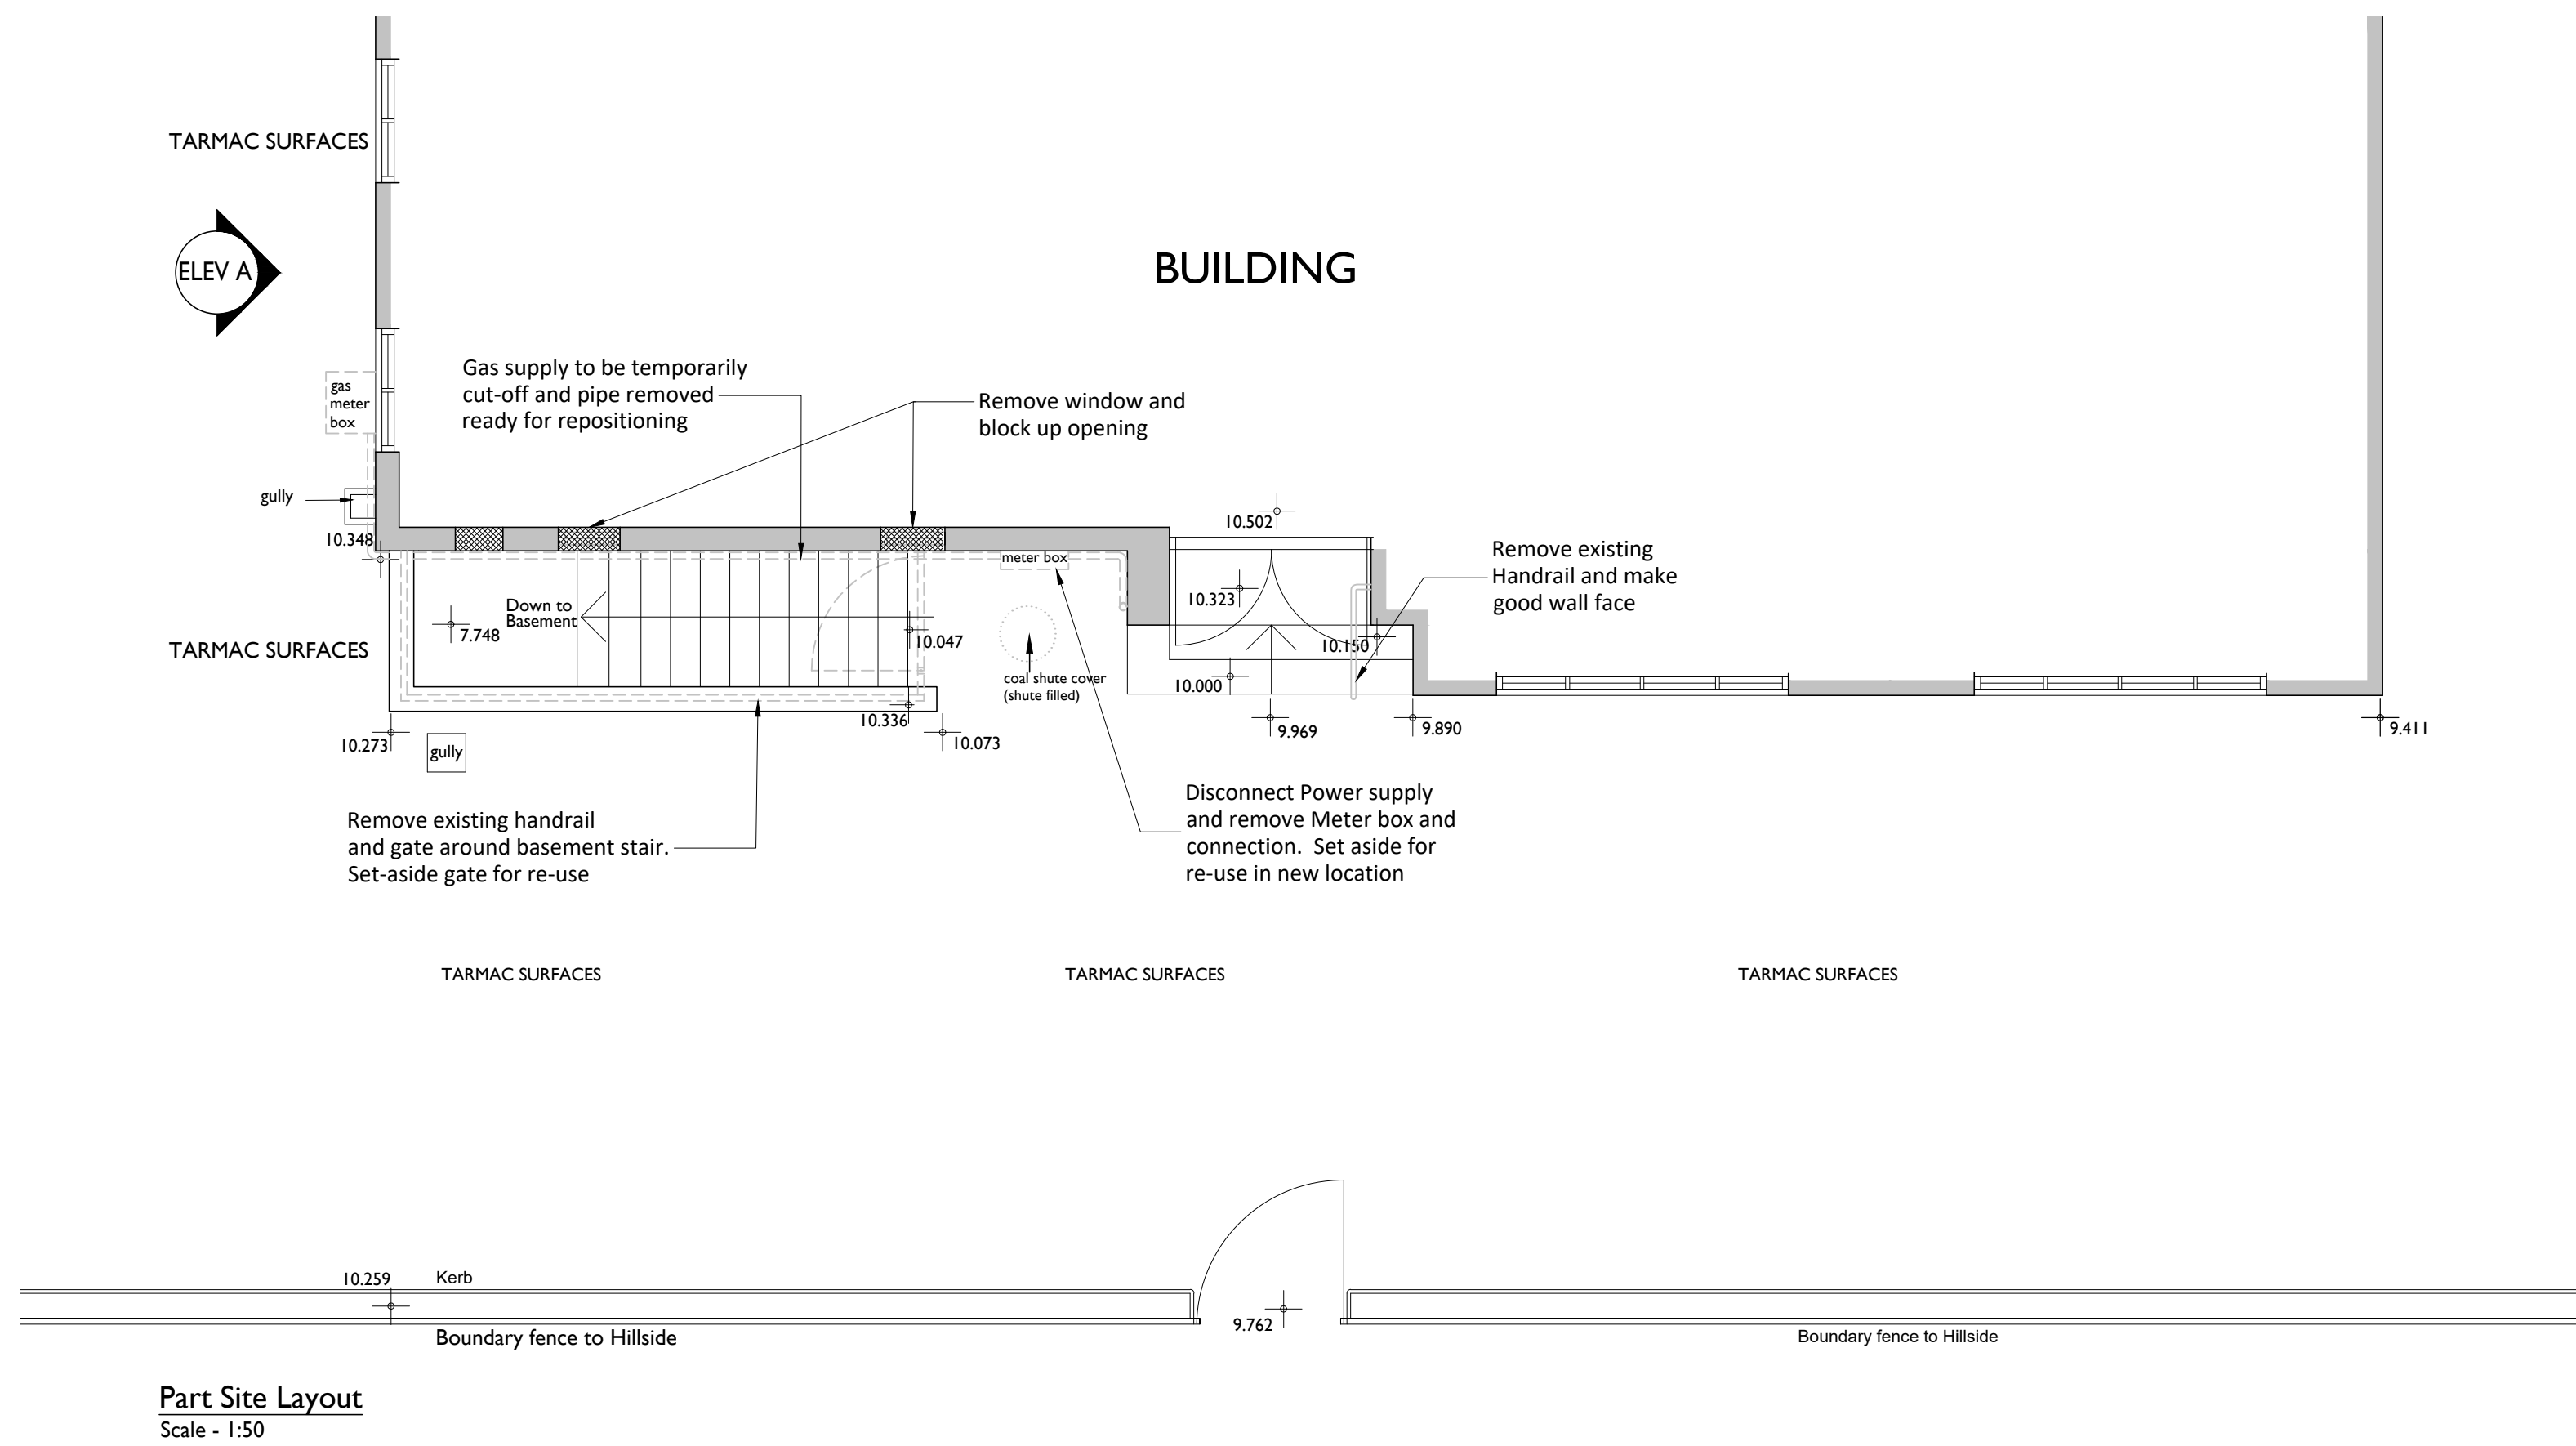 TARMAC SURFACES
ELEV A
BUILDING
Gas supply to be temporarily
cut-off and pipe removed
ready for repositioning
Remove window and
block up opening
gas
meter
box
gully
10.348
10.502
meter box
Remove existing
Handrail and make
good wall face
10.323
Down to
Basement
7.748
10.047
10.150
TARMAC SURFACES
coal shute cover
(shute filled)
10.000
10.336
9.969
9.890
9.411
10.273
gully
10.073
Remove existing handrail
and gate around basement stair.
Set-aside gate for re-use
Disconnect Power supply
and remove Meter box and
connection.  Set aside for
re-use in new location
TARMAC SURFACES
TARMAC SURFACES
TARMAC SURFACES
10.259
Kerb
9.762
Boundary fence to Hillside
Boundary fence to Hillside
Part Site Layout
Scale - 1:50